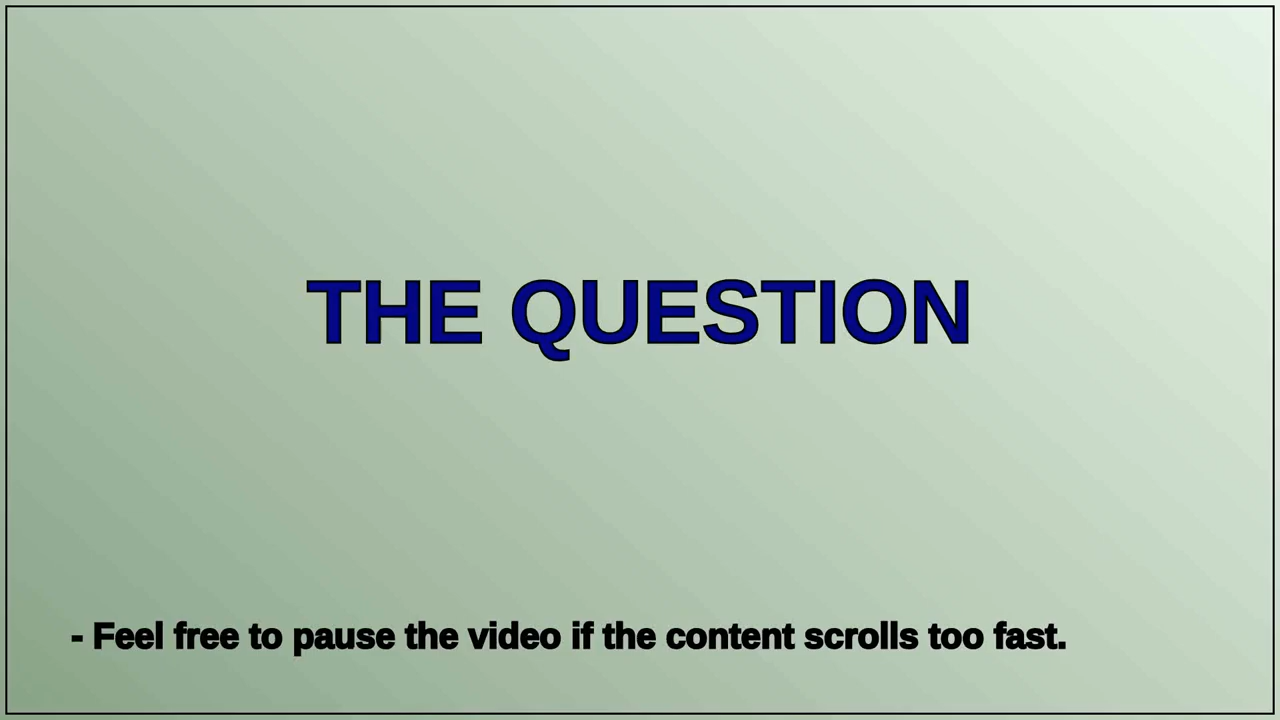 THE QUESTION
- Feel free to pause the video if the content scrolls too fast.